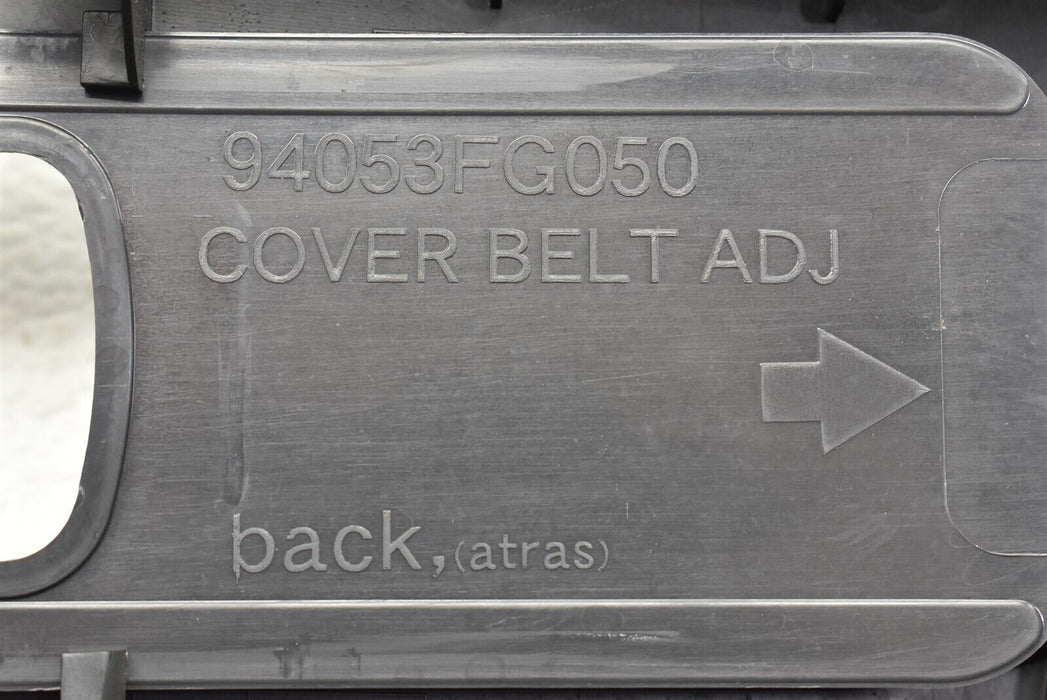 94053FG050
COVER BELT ADJ
back,(atras)